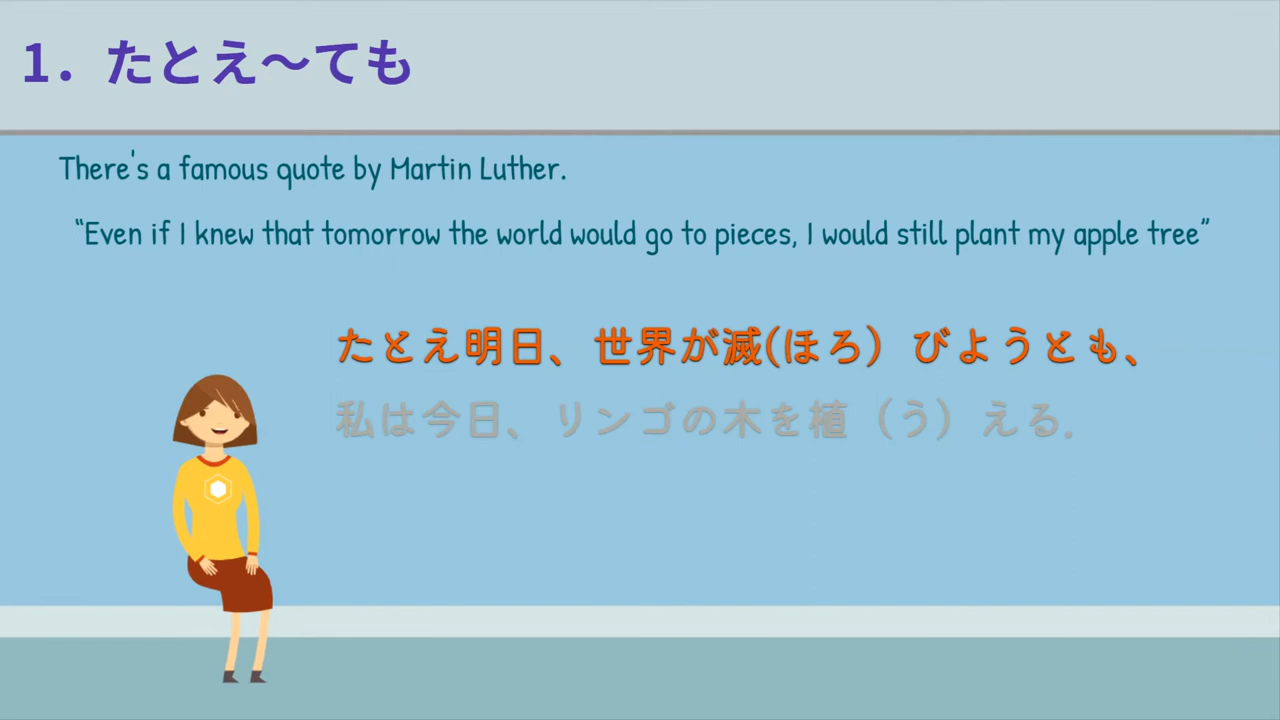 1. たとえ〜ても
There's a famous quote by Martin Luther.
“Even if I knew that tomorrow the world would go to pieces, I would still plant my apple tree”
たとえ明日、世界が滅(ほろ）びようとも、
私は今日、リンゴの木を植（う）える.